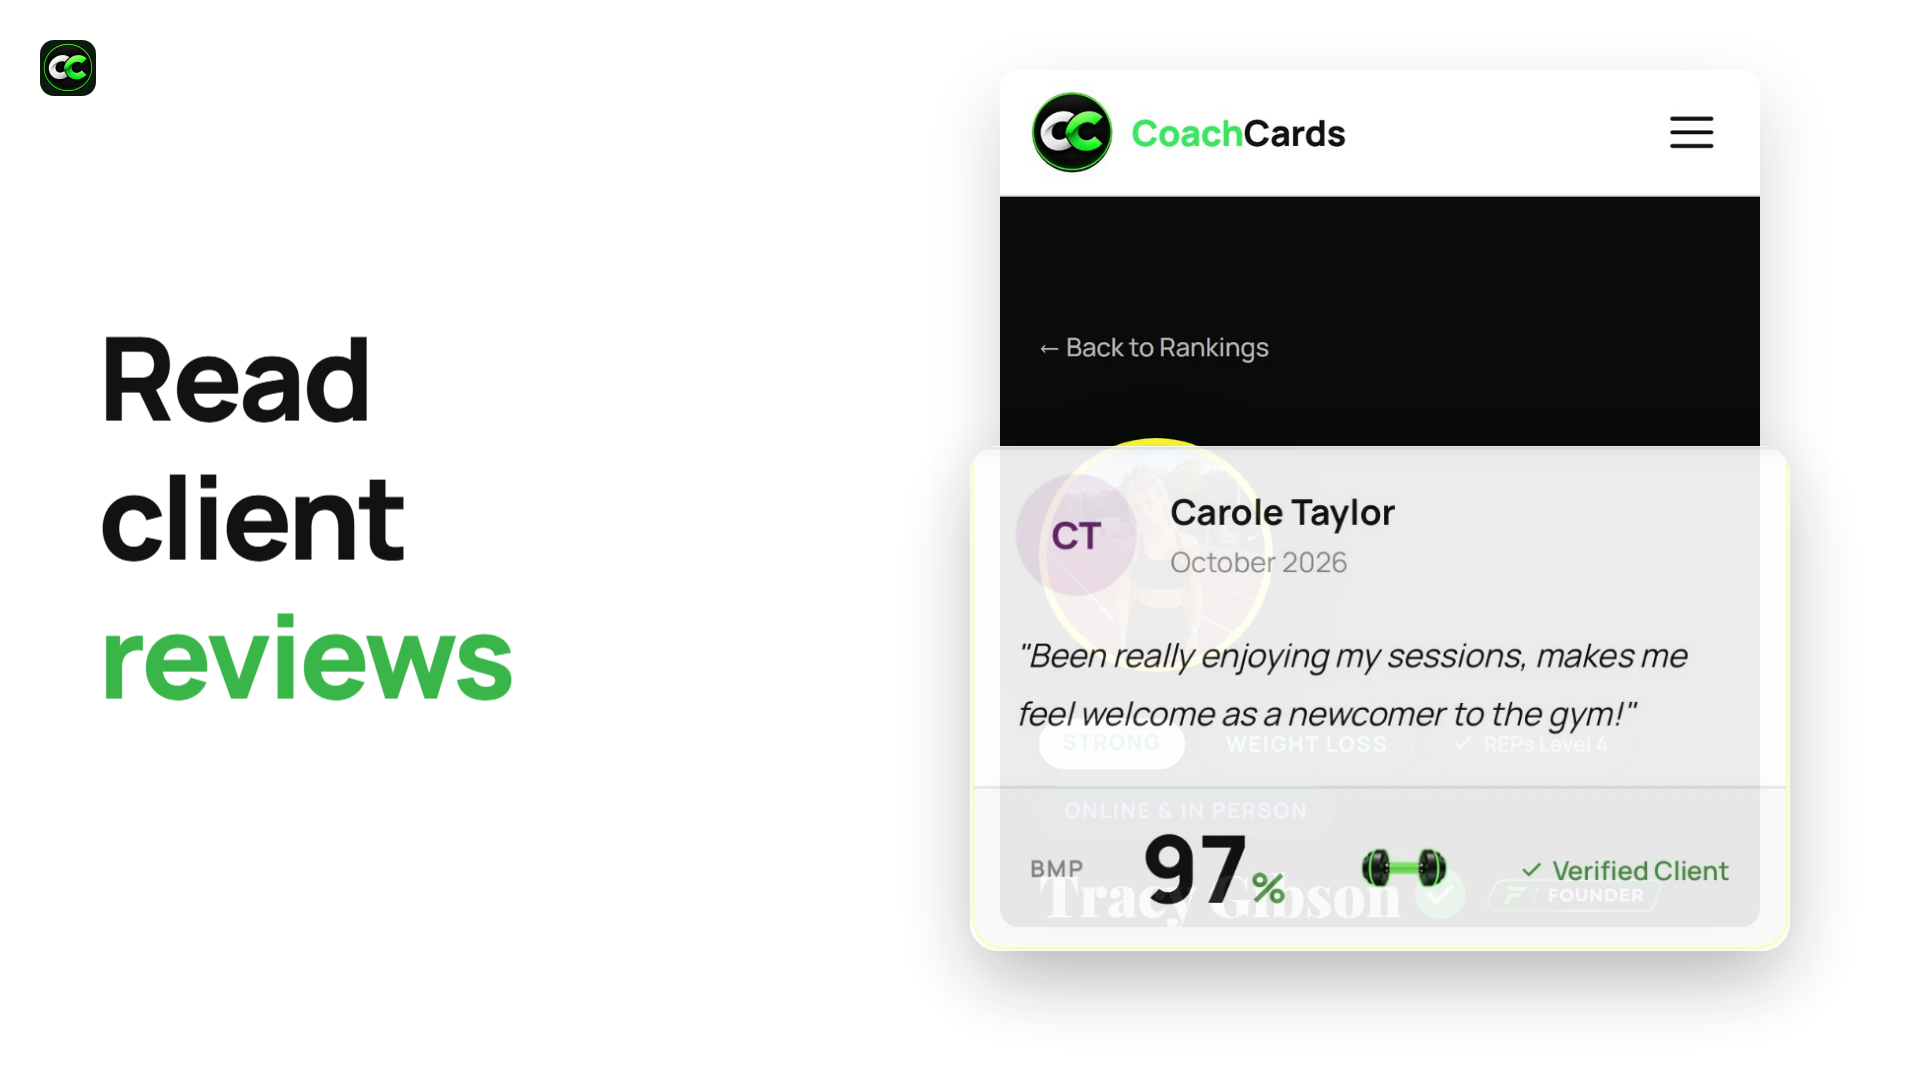 CC
Read
client
reviews
CC CoachCards
← Back to Rankings
CT
Carole Taylor
October 2026
"Been really enjoying my sessions, makes me
feel welcome as a newcomer to the gym!"
STRONG
WEIGHT LOSS
✓ REPs Level 4
ONLINE & IN PERSON
BMP
97%
✓ Verified Client
Tracy Gibson
F / FOUNDER